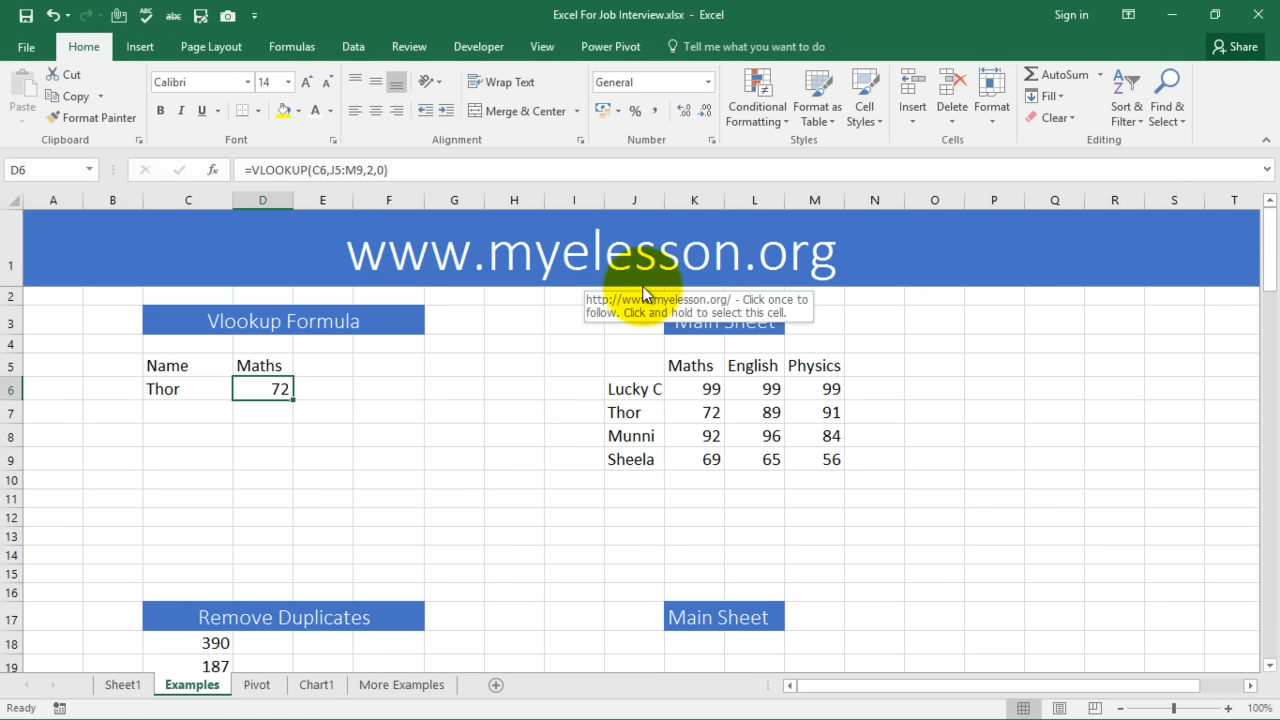 Excel For Job Interview.xlsx - Excel
Sign in
File Home Insert Page Layout Formulas Data Review Developer View Power Pivot Tell me what you want to do Share
Paste
Cut
Copy
Format Painter
Clipboard
Calibri 14
B I U
Font
Wrap Text
Merge & Center
Alignment
General
Number
Conditional Formatting
Format as Table
Cell Styles
Styles
Insert Delete Format
Cells
AutoSum
Fill
Clear
Sort & Filter
Find & Select
Editing
D6 fx =VLOOKUP(C6,J5:M9,2,0)
A B C D E F G H I J K L M N O P Q R S T
1 www.myelesson.org
2
http://www.myelesson.org/ - Click once to
follow. Click and hold to select this cell.
3 Vlookup Formula Main Sheet
4
5 Name Maths Maths English Physics
6 Thor 72 Lucky C 99 99 99
7 Thor 72 89 91
8 Munni 92 96 84
9 Sheela 69 65 56
10
11
12
13
14
15
16
17 Remove Duplicates Main Sheet
18 390
19 187
Sheet1 Examples Pivot Chart1 More Examples
Ready 100%